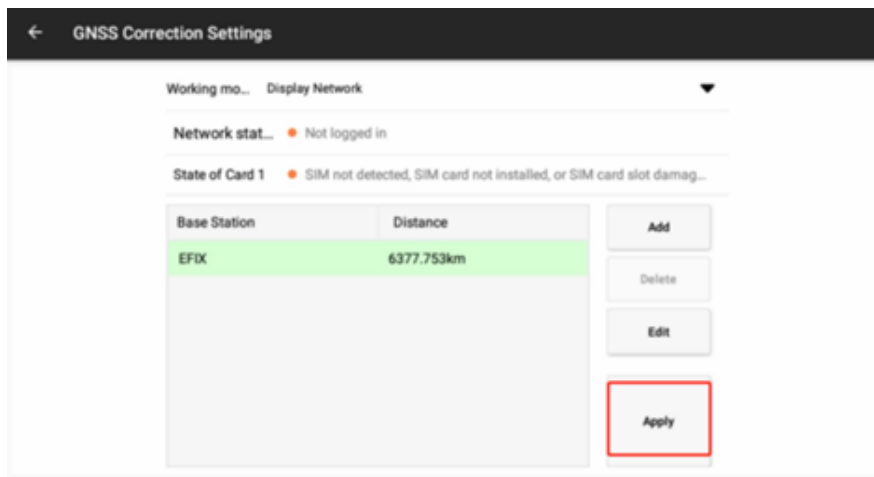 GNSS Correction Settings
Working mo... Display Network
Network stat... Not logged in
State of Card 1 SIM not detected, SIM card not installed, or SIM card slot damag...
Base Station Distance
Add
EFIX 6377.753km
Delete
Edit
Apply